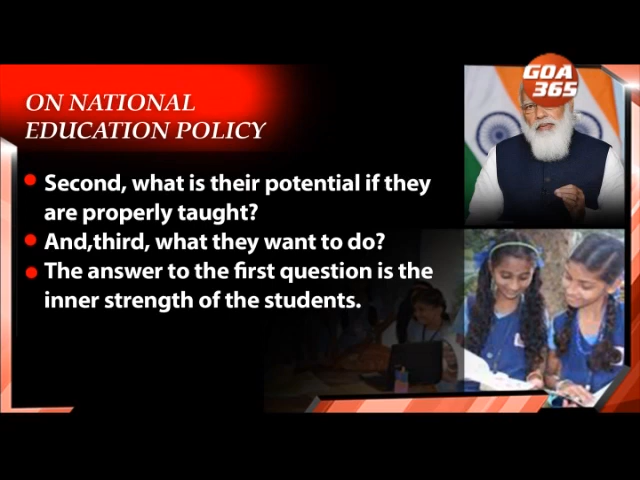 GOA
365
ON NATIONAL
EDUCATION POLICY
Second, what is their potential if they
are properly taught?
And,third, what they want to do?
The answer to the first question is the
inner strength of the students.